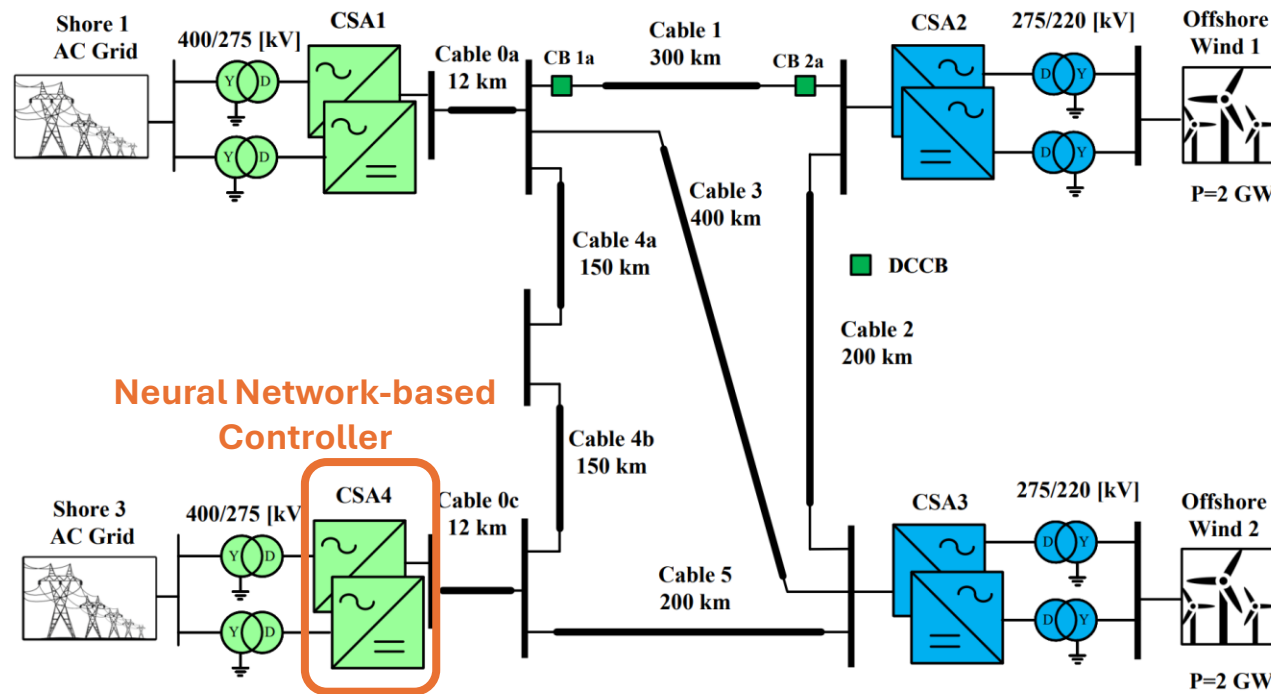 Shore 1
AC Grid
400/275 [kV]
CSA1
Cable 0a
12 km
CB 1a
Cable 1
300 km
CB 2a
CSA2
275/220 [kV]
Offshore
Wind 1
Y
D
Y
D
D
Y
D
Y
P=2 GW
Cable 3
400 km
Cable 4a
150 km
DCCB
Cable 2
200 km
Neural Network-based
Controller
Cable 4b
150 km
Shore 3
AC Grid
400/275 [kV
CSA4
Cable 0c
12 km
Cable 5
200 km
CSA3
275/220 [kV]
Offshore
Wind 2
Y
D
Y
D
D
Y
D
Y
P=2 GW